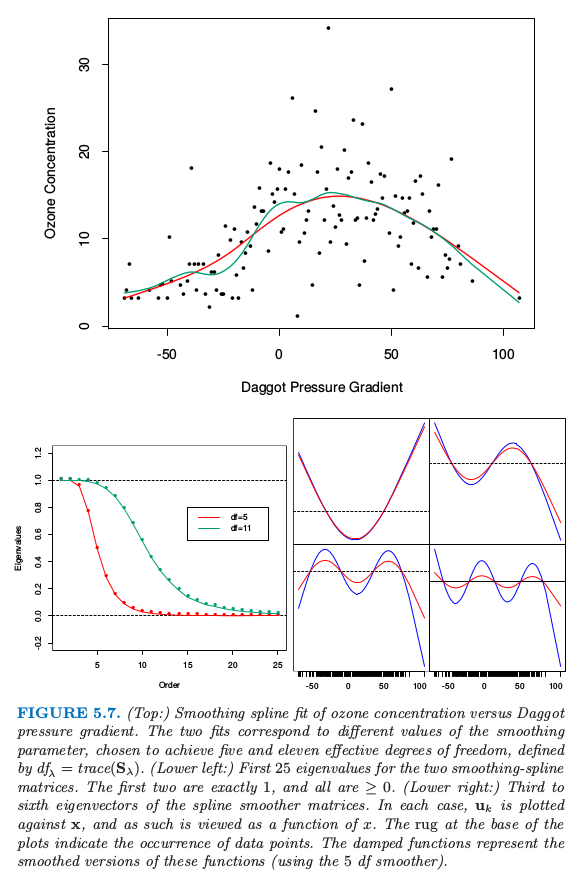 30
20
10
0
Ozone Concentration
-50 0 50 100
Daggot Pressure Gradient
1.2
1.0
0.8
0.6
0.4
0.2
0.0
-0.2
Eigenvalues
df=5
df=11
5 10 15 20 25
Order
-50 0 50 100
-50 0 50 100
FIGURE 5.7. (Top:) Smoothing spline fit of ozone concentration versus Daggot
pressure gradient. The two fits correspond to different values of the smoothing
parameter, chosen to achieve five and eleven effective degrees of freedom, defined
by dfλ = trace(Sλ). (Lower left:) First 25 eigenvalues for the two smoothing-spline
matrices. The first two are exactly 1, and all are ≥ 0. (Lower right:) Third to
sixth eigenvectors of the spline smoother matrices. In each case, uk is plotted
against x, and as such is viewed as a function of x. The rug at the base of the
plots indicate the occurrence of data points. The damped functions represent the
smoothed versions of these functions (using the 5 df smoother).